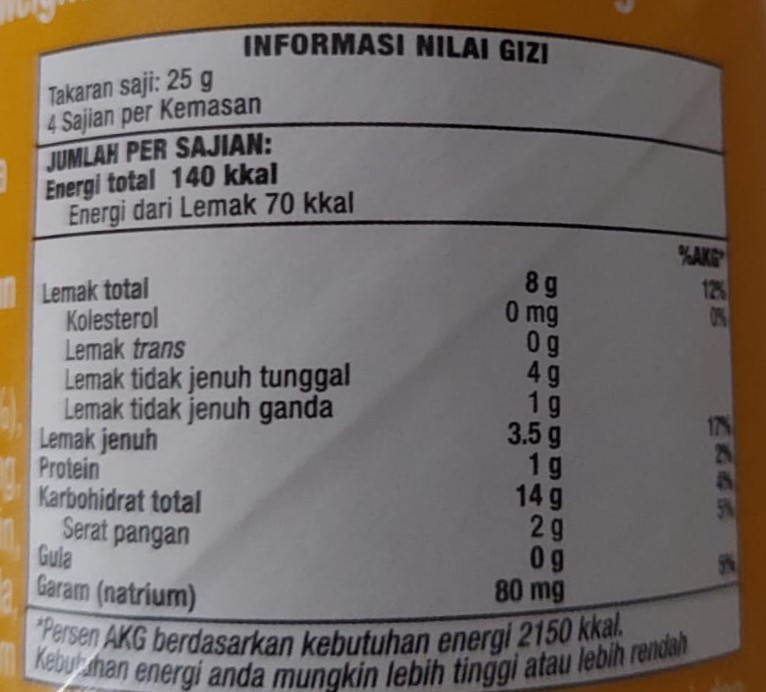 INFORMASI NILAI GIZI
Takaran saji: 25 g
4 Sajian per Kemasan
JUMLAH PER SAJIAN:
Energi total 140 kkal
Energi dari Lemak 70 kkal
%AKG*
Lemak total 8 g 12%
Kolesterol 0 mg 0%
Lemak trans 0 g
Lemak tidak jenuh tunggal 4 g
Lemak tidak jenuh ganda 1 g
Lemak jenuh 3.5 g 17%
Protein 1 g 2%
Karbohidrat total 14 g 4%
Serat pangan 2 g 5%
Gula 0 g
Garam (natrium) 80 mg
*Persen AKG berdasarkan kebutuhan energi 2150 kkal.
Kebutuhan energi anda mungkin lebih tinggi atau lebih rendah